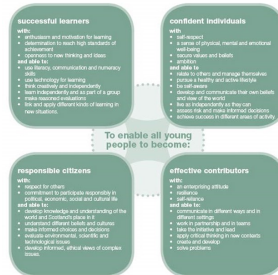 successful learners
with:
• enthusiasm and motivation for learning
• determination to reach high standards of
achievement
• openness to new thinking and ideas
and able to:
• use literacy, communication and numeracy
skills
• use technology for learning
• think creatively and independently
• learn independently and as part of a group
• make reasoned evaluations
• link and apply different kinds of learning in
new situations.
confident individuals
with:
• self-respect
• a sense of physical, mental and emotional
well-being
• secure values and beliefs
• ambition
and able to:
• relate to others and manage themselves
• pursue a healthy and active lifestyle
• be self-aware
• develop and communicate their own beliefs
and view of the world
• live as independently as they can
• assess risk and make informed decisions
• achieve success in different areas of activity
To enable all young
people to become:
responsible citizens
with:
• respect for others
• commitment to participate responsibly in
political, economic, social and cultural life
and able to:
• develop knowledge and understanding of the
world and Scotland's place in it
• understand different beliefs and cultures
• make informed choices and decisions
• evaluate environmental, scientific and
technological issues
• develop informed, ethical views of complex
issues.
effective contributors
with:
• an enterprising attitude
• resilience
• self-reliance
and able to:
• communicate in different ways and in
different settings
• work in partnership and in teams
• take the initiative and lead
• apply critical thinking in new contexts
• create and develop
• solve problems